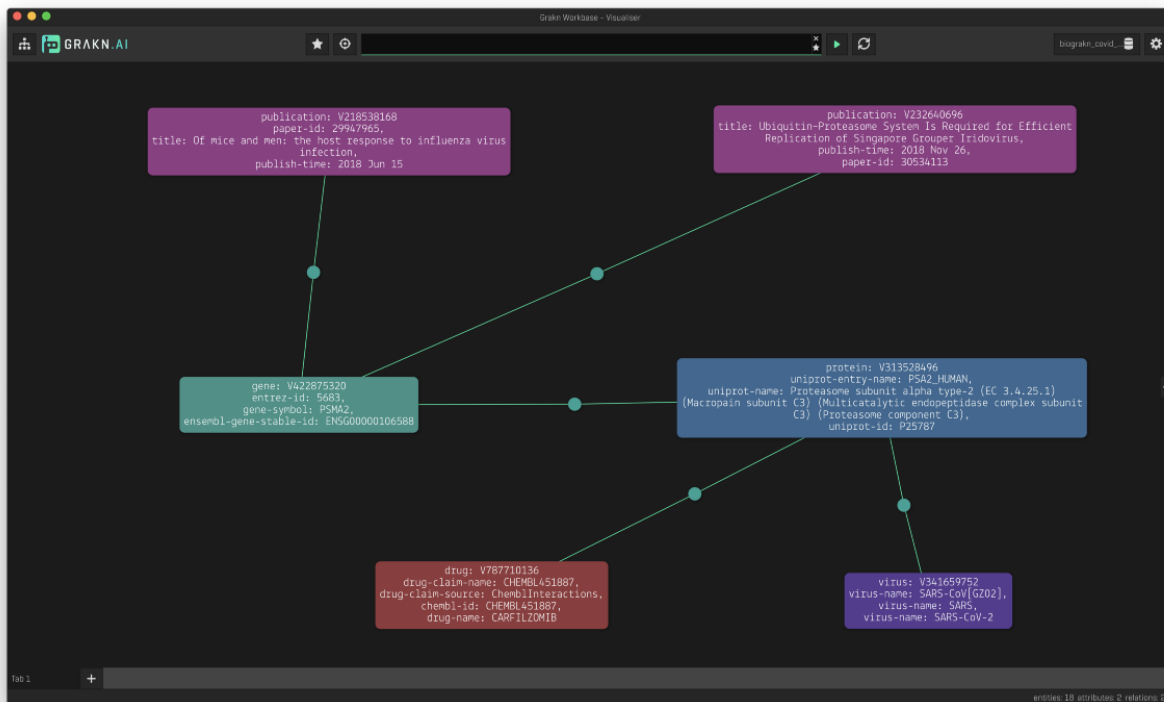 Grakn Workbase - Visualiser
GRAKN.AI
biograkn_covid_...
publication: V218538168
paper-id: 29947965,
title: Of mice and men: the host response to influenza virus
infection,
publish-time: 2018 Jun 15
publication: V232640696
title: Ubiquitin-Proteasome System Is Required for Efficient
Replication of Singapore Grouper Iridovirus,
publish-time: 2018 Nov 26,
paper-id: 30534113
gene: V422875320
entrez-id: 5683,
gene-symbol: PSMA2,
ensembl-gene-stable-id: ENSG00000106588
protein: V313528496
uniprot-entry-name: PSA2_HUMAN,
uniprot-name: Proteasome subunit alpha type-2 (EC 3.4.25.1)
(Macropain subunit C3) (Multicatalytic endopeptidase complex subunit
C3) (Proteasome component C3),
uniprot-id: P25787
drug: V787710136
drug-claim-name: CHEMBL451887,
drug-claim-source: ChemblInteractions,
chembl-id: CHEMBL451887,
drug-name: CARFILZOMIB
virus: V341659752
virus-name: SARS-CoV[GZ02],
virus-name: SARS,
virus-name: SARS-CoV-2
Tab 1
+
entities: 18 attributes: 2 relations: 2